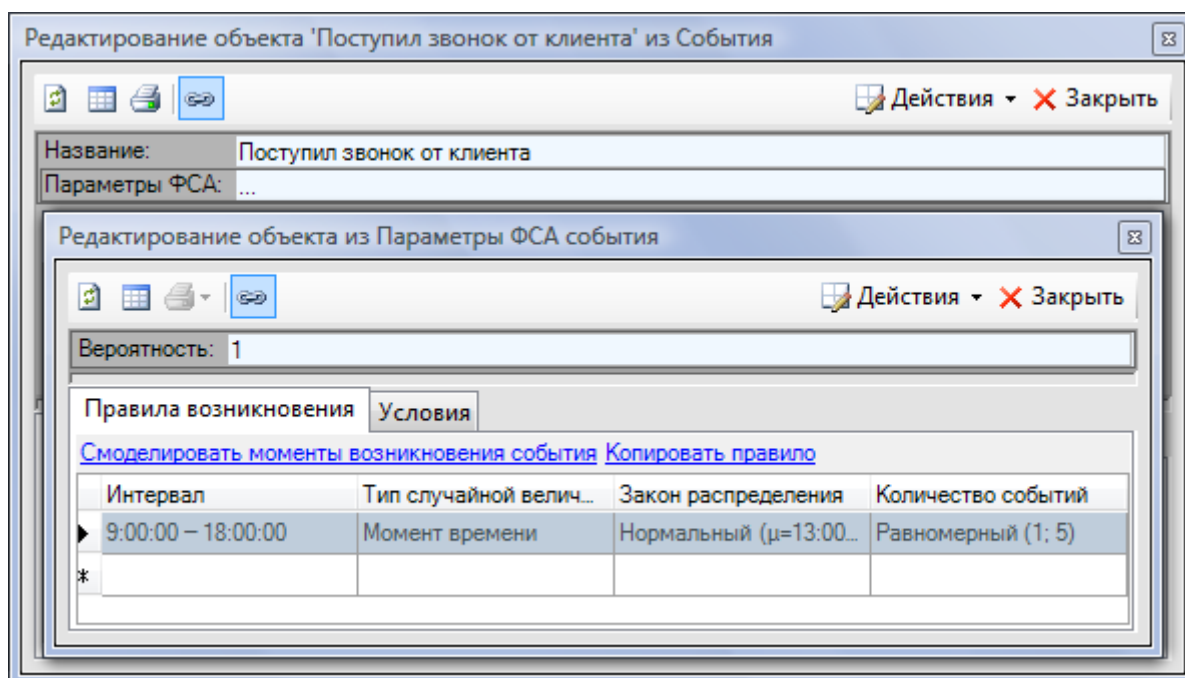 Редактирование объекта 'Поступил звонок от клиента' из События
Действия Закрыть
Название: Поступил звонок от клиента
Параметры ФСА: ...
Редактирование объекта из Параметры ФСА события
Действия Закрыть
Вероятность: 1
Правила возникновения Условия
Смоделировать моменты возникновения события Копировать правило
Интервал Тип случайной велич... Закон распределения Количество событий
9:00:00 – 18:00:00 Момент времени Нормальный (μ=13:00... Равномерный (1; 5)
*